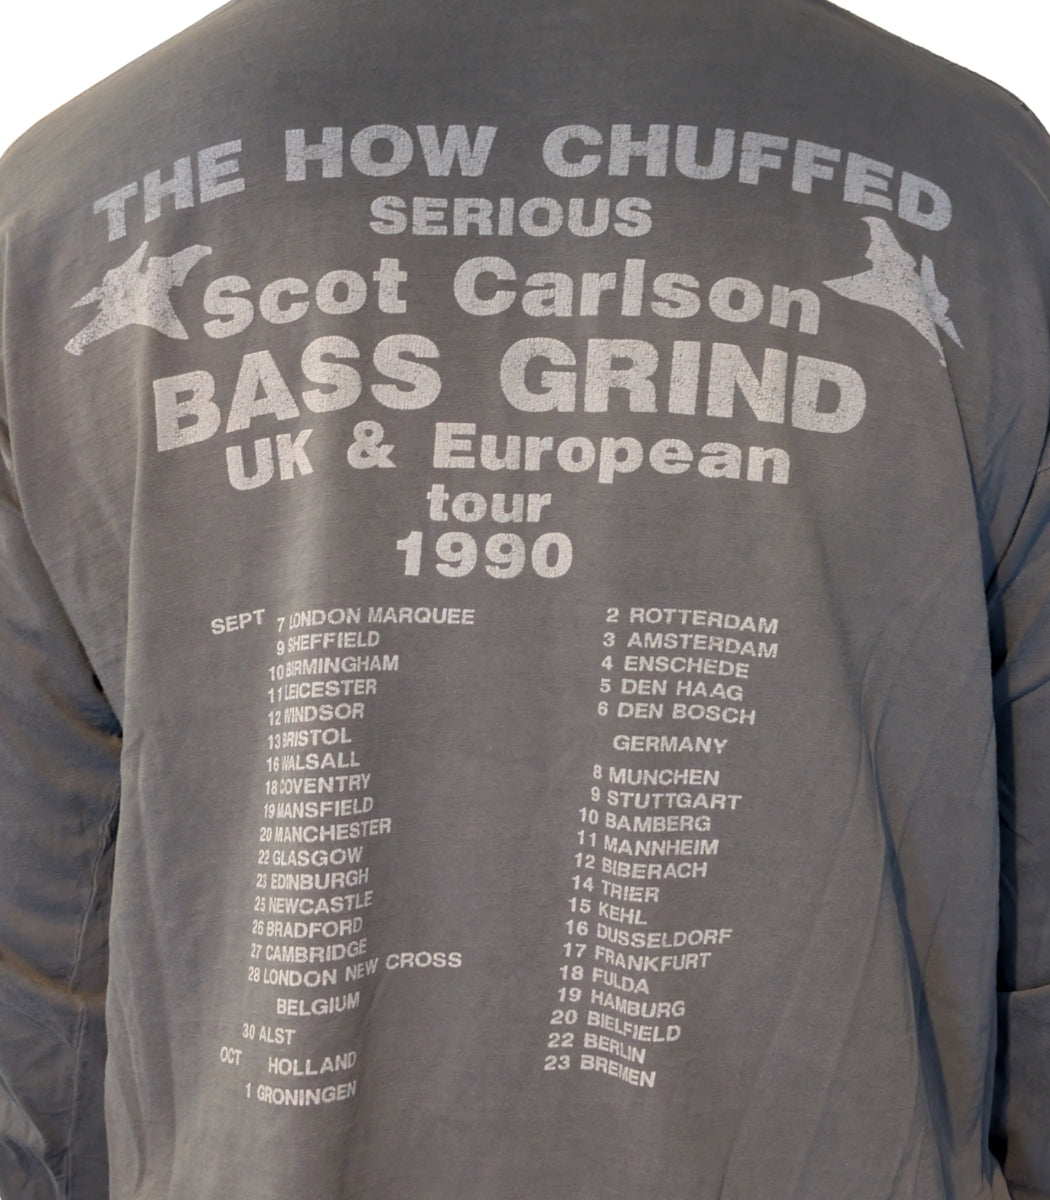 THE HOW CHUFFED
SERIOUS
Scot Carlson
BASS GRIND
UK & European
tour
1990
SEPT 7 LONDON MARQUEE
9 SHEFFIELD
10 BIRMINGHAM
11 LEICESTER
12 WINDSOR
13 BRISTOL
16 WALSALL
18 COVENTRY
19 MANSFIELD
20 MANCHESTER
22 GLASGOW
23 EDINBURGH
25 NEWCASTLE
26 BRADFORD
27 CAMBRIDGE
28 LONDON NEW CROSS
BELGIUM
30 ALST
OCT HOLLAND
1 GRONINGEN
2 ROTTERDAM
3 AMSTERDAM
4 ENSCHEDE
5 DEN HAAG
6 DEN BOSCH
GERMANY
8 MUNCHEN
9 STUTTGART
10 BAMBERG
11 MANNHEIM
12 BIBERACH
14 TRIER
15 KEHL
16 DUSSELDORF
17 FRANKFURT
18 FULDA
19 HAMBURG
20 BIELFIELD
22 BERLIN
23 BREMEN